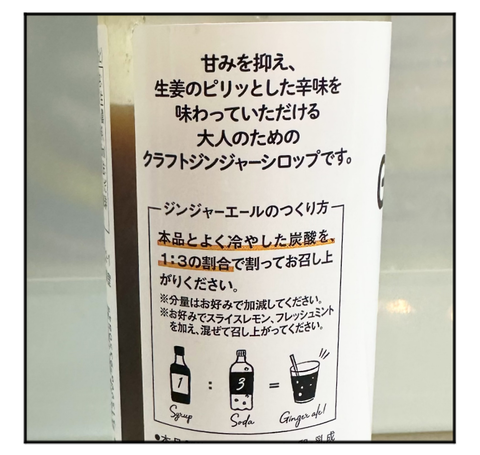 甘みを抑え、
生姜のピリッとした辛味を
味わっていただける
大人のための
クラフトジンジャーシロップです。
ジンジャーエールのつくり方
本品とよく冷やした炭酸を、
1:3の割合で割ってお召し上
がりください。
※分量はお好みで加減してください。
※お好みでスライスレモン、フレッシュミント
を加え、混ぜて召し上がってください。
1 : 3 =
Syrup Soda Ginger ale!